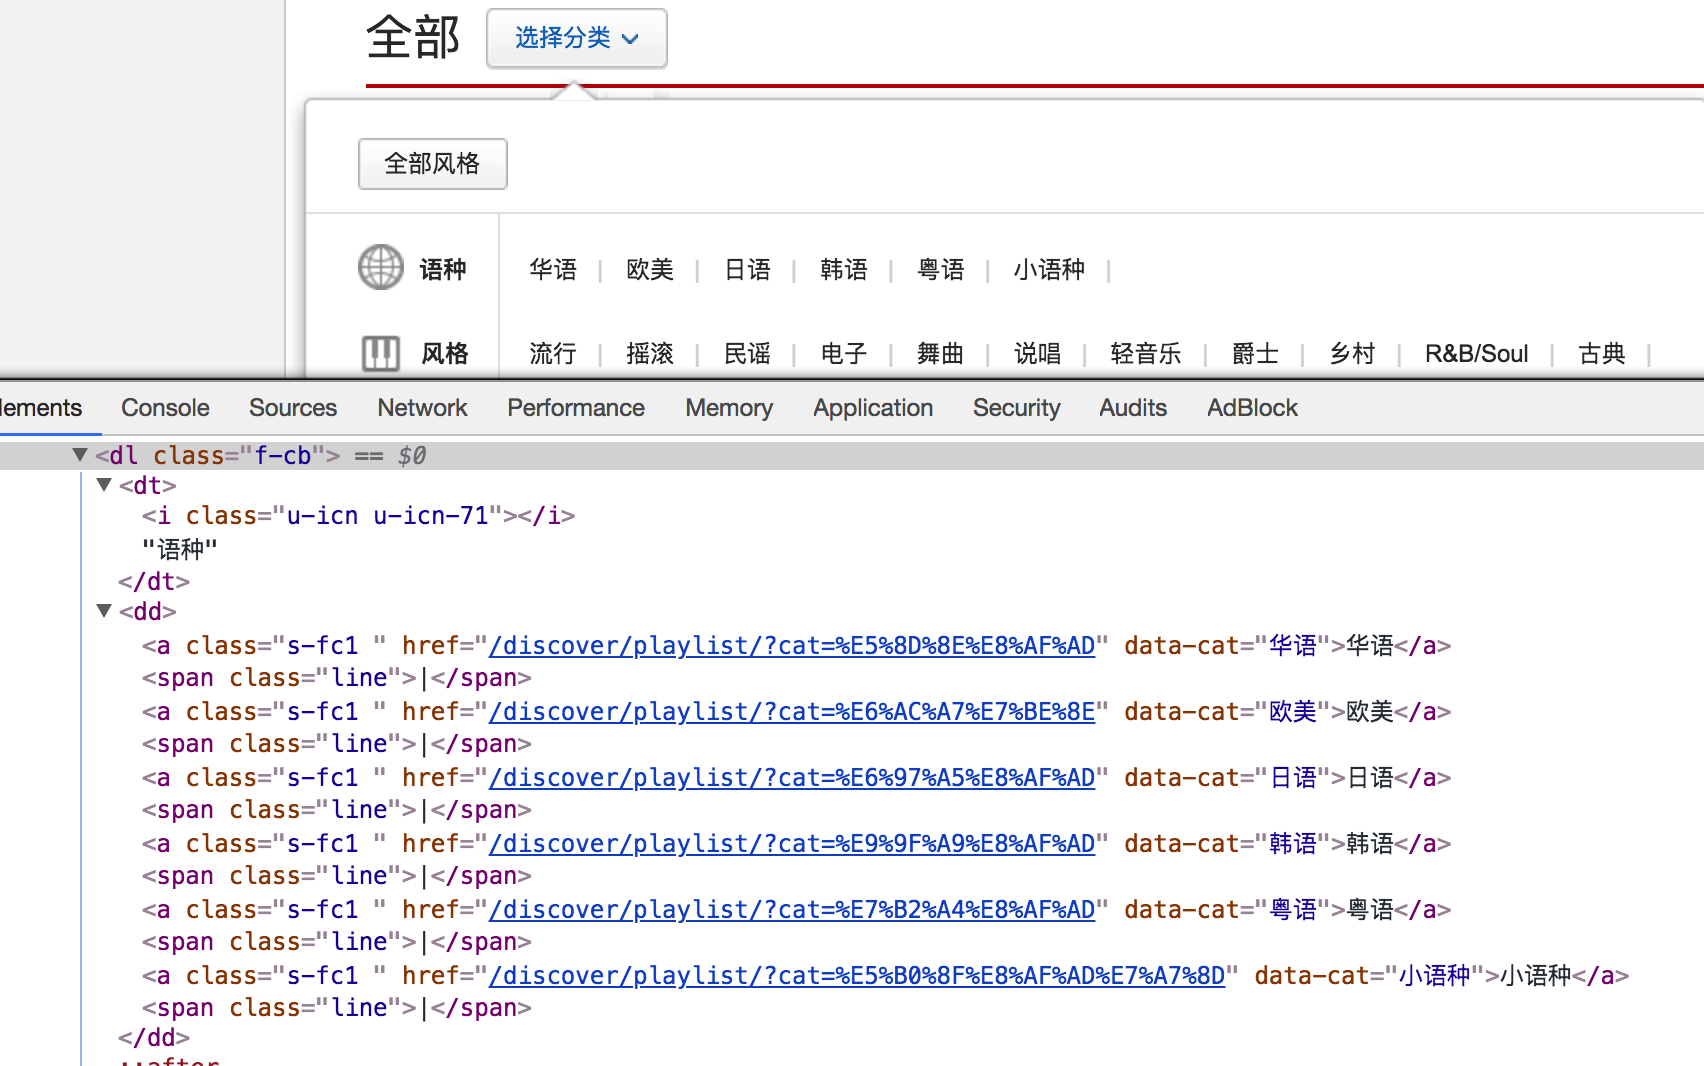 全部 选择分类
全部风格
语种 华语 | 欧美 | 日语 | 韩语 | 粤语 | 小语种 |
风格 流行 | 摇滚 | 民谣 | 电子 | 舞曲 | 说唱 | 轻音乐 | 爵士 | 乡村 | R&B/Soul | 古典 |
lements Console Sources Network Performance Memory Application Security Audits AdBlock
<dl class="f-cb"> == $0
<dt>
<i class="u-icn u-icn-71"></i>
"语种"
</dt>
<dd>
<a class="s-fc1 " href="/discover/playlist/?cat=%E5%8D%8E%E8%AF%AD" data-cat="华语">华语</a>
<span class="line">|</span>
<a class="s-fc1 " href="/discover/playlist/?cat=%E6%AC%A7%E7%BE%8E" data-cat="欧美">欧美</a>
<span class="line">|</span>
<a class="s-fc1 " href="/discover/playlist/?cat=%E6%97%A5%E8%AF%AD" data-cat="日语">日语</a>
<span class="line">|</span>
<a class="s-fc1 " href="/discover/playlist/?cat=%E9%9F%A9%E8%AF%AD" data-cat="韩语">韩语</a>
<span class="line">|</span>
<a class="s-fc1 " href="/discover/playlist/?cat=%E7%B2%A4%E8%AF%AD" data-cat="粤语">粤语</a>
<span class="line">|</span>
<a class="s-fc1 " href="/discover/playlist/?cat=%E5%B0%8F%E8%AF%AD%E7%A7%8D" data-cat="小语种">小语种</a>
<span class="line">|</span>
</dd>
::after